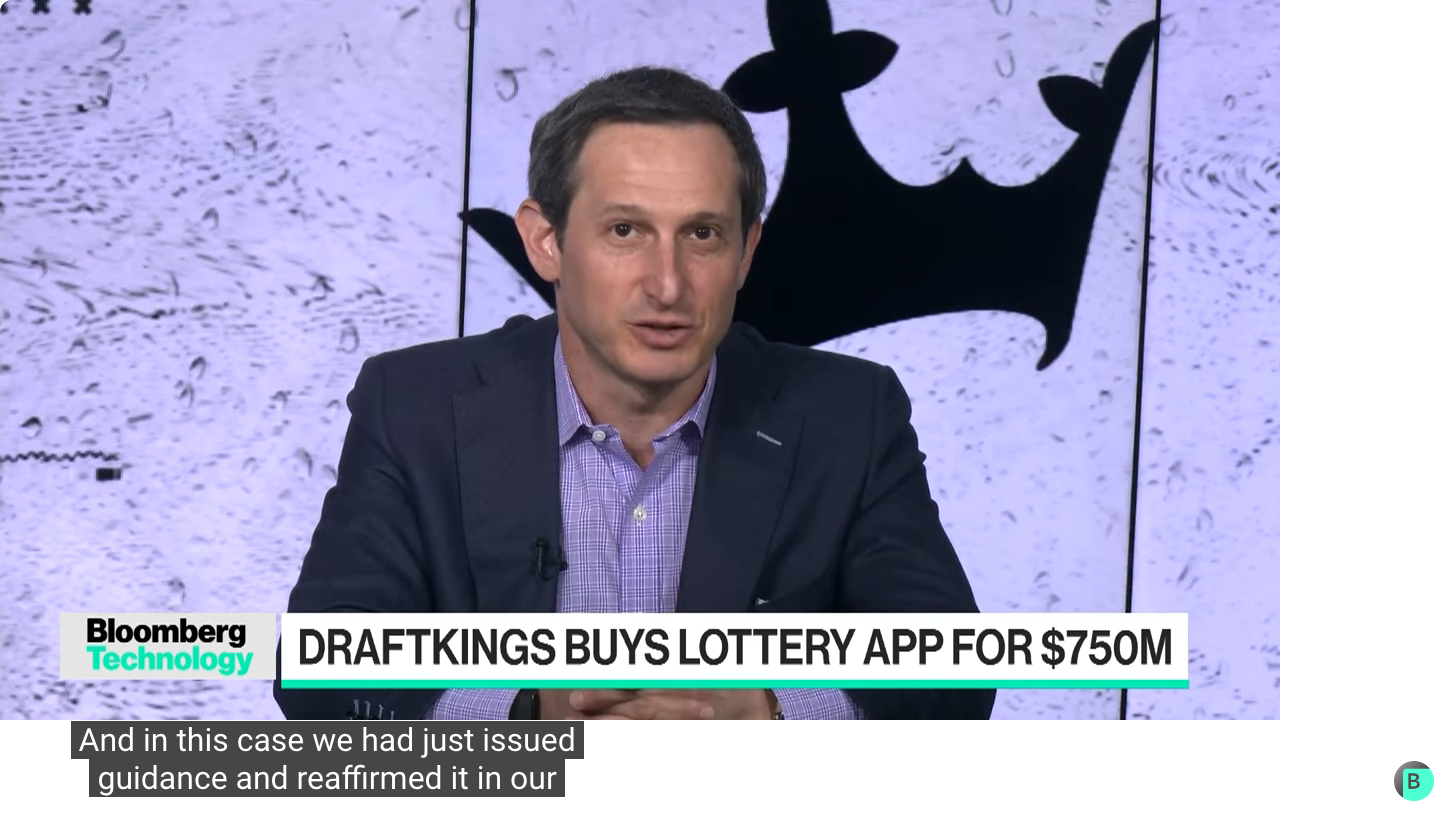 Bloomberg
Technology
DRAFTKINGS BUYS LOTTERY APP FOR $750M
And in this case we had just issued
guidance and reaffirmed it in our
B